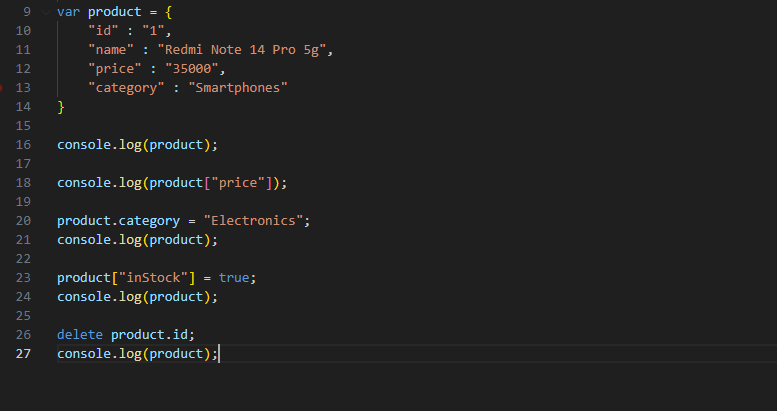 9 var product = {
10 "id" : "1",
11 "name" : "Redmi Note 14 Pro 5g",
12 "price" : "35000",
13 "category" : "Smartphones"
14 }
15
16 console.log(product);
17
18 console.log(product["price"]);
19
20 product.category = "Electronics";
21 console.log(product);
22
23 product["inStock"] = true;
24 console.log(product);
25
26 delete product.id;
27 console.log(product);